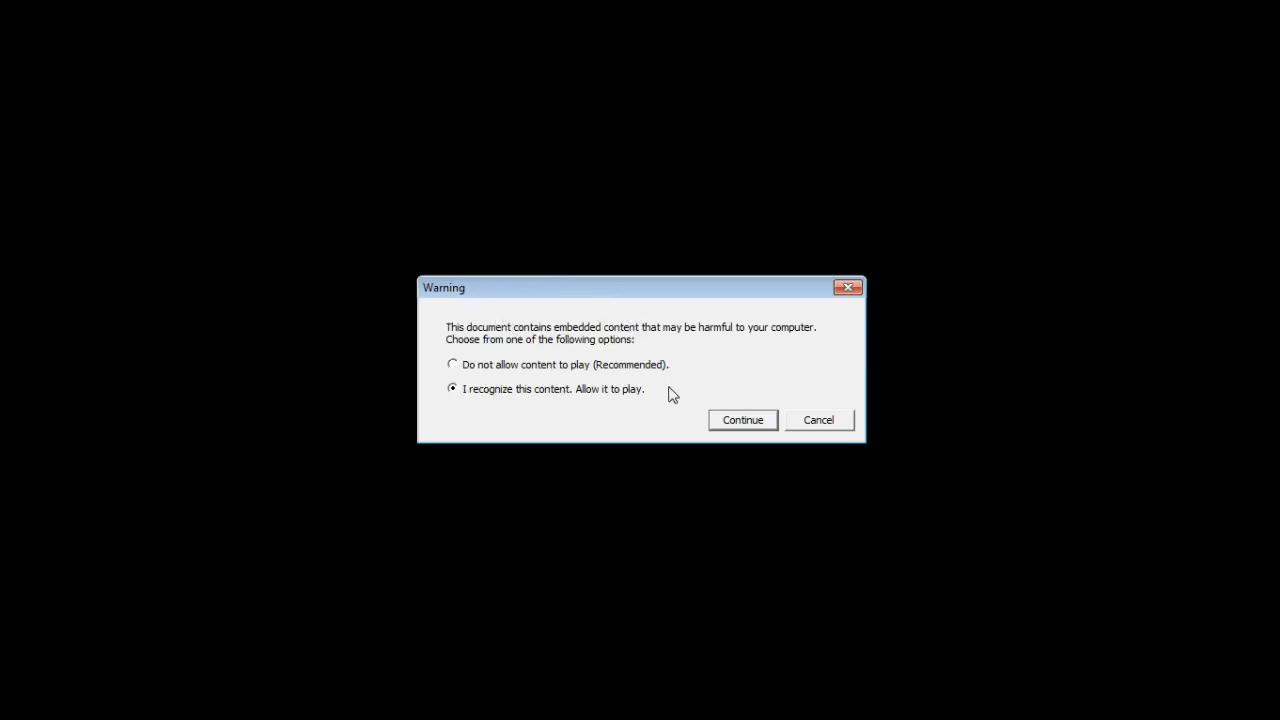 Warning
This document contains embedded content that may be harmful to your computer.
Choose from one of the following options:
Do not allow content to play (Recommended).
I recognize this content. Allow it to play.
Continue Cancel